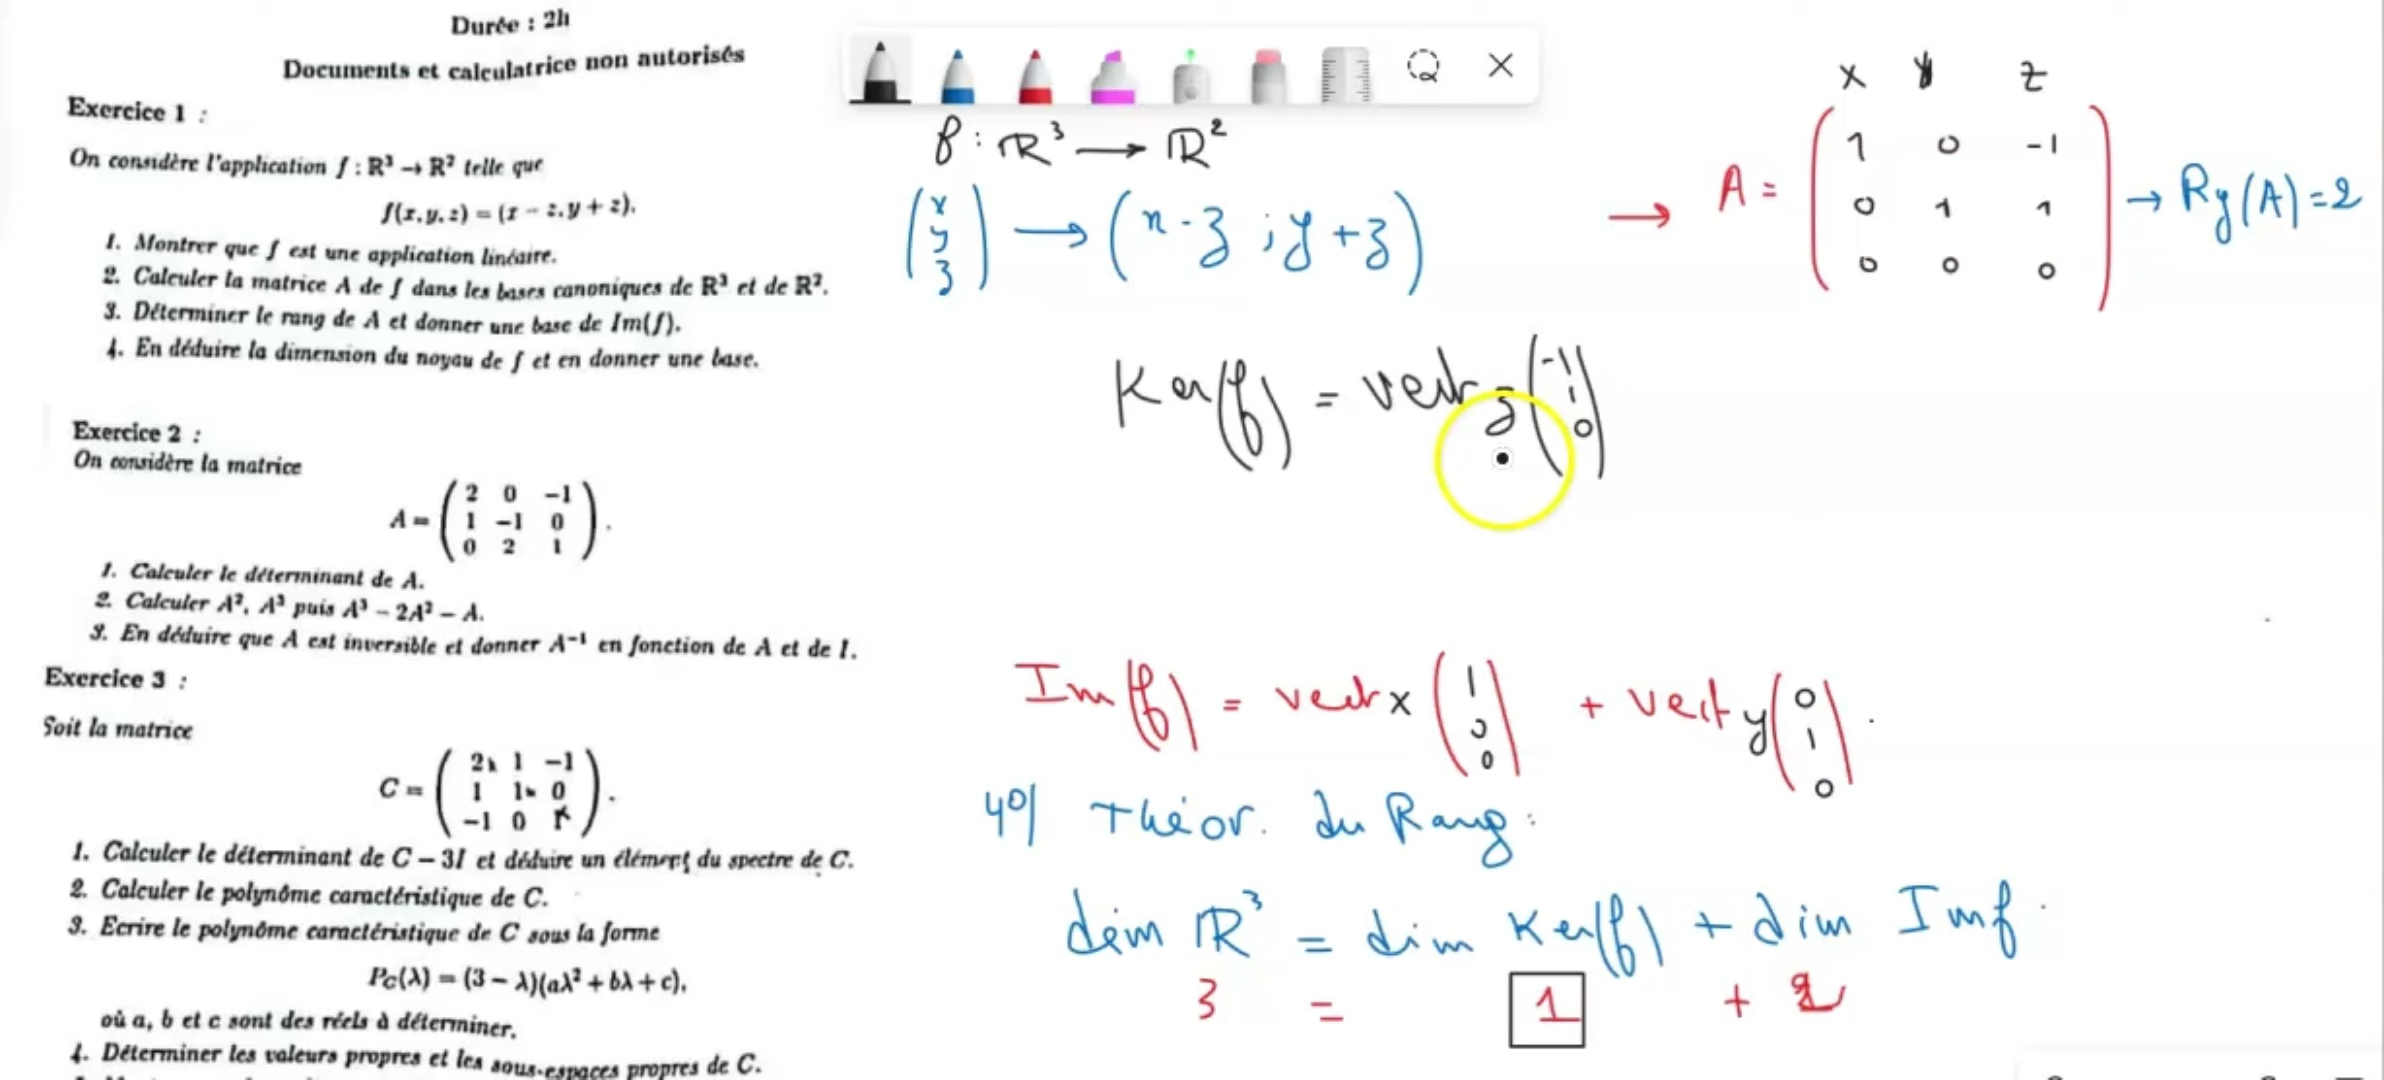 Durée : 2h
Documents et calculatrice non autorisés
Exercice 1 :
On considère l'application f : R³ → R² telle que
f(x, y, z) = (x − z, y + z).
1. Montrer que f est une application linéaire.
2. Calculer la matrice A de f dans les bases canoniques de R³ et de R².
3. Déterminer le rang de A et donner une base de Im(f).
4. En déduire la dimension du noyau de f et en donner une base.
Exercice 2 :
On considère la matrice
A = ( 2 0 −1
1 −1 0
0 2 1 ) .
1. Calculer le déterminant de A.
2. Calculer A², A³ puis A³ − 2A² − A.
3. En déduire que A est inversible et donner A⁻¹ en fonction de A et de I.
Exercice 3 :
Soit la matrice
C = ( 2 1 −1
1 1 0
−1 0 1 ) .
1. Calculer le déterminant de C − 3I et déduire un élément du spectre de C.
2. Calculer le polynôme caractéristique de C.
3. Ecrire le polynôme caractéristique de C sous la forme
P_C(λ) = (3 − λ)(aλ² + bλ + c),
où a, b et c sont des réels à déterminer.
4. Déterminer les valeurs propres et les sous-espaces propres de C.
f : R³ → R²
(x y z) → (x - z ; y + z)
x y z
→ A = ( 1 0 -1
0 1 1
0 0 0 ) → Rg(A) = 2
Ker(f) = vect z (-1 1 0)
Im(f) = vect x (1 0 0) + vect y (0 1 0) .
4°/ Théor. du Rang :
dim R³ = dim Ker(f) + dim Im f .
3 = 1 + 2